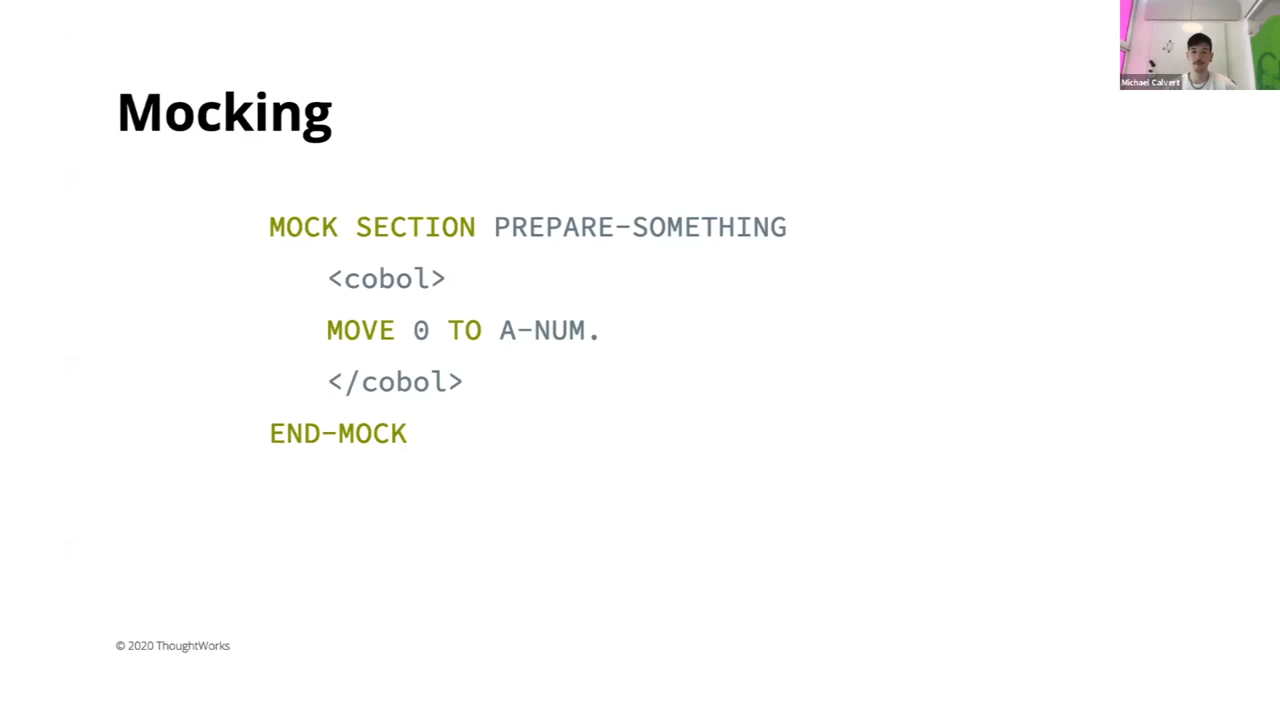 Michael Calvert
Mocking
MOCK SECTION PREPARE-SOMETHING
<cobol>
MOVE 0 TO A-NUM.
</cobol>
END-MOCK
© 2020 ThoughtWorks